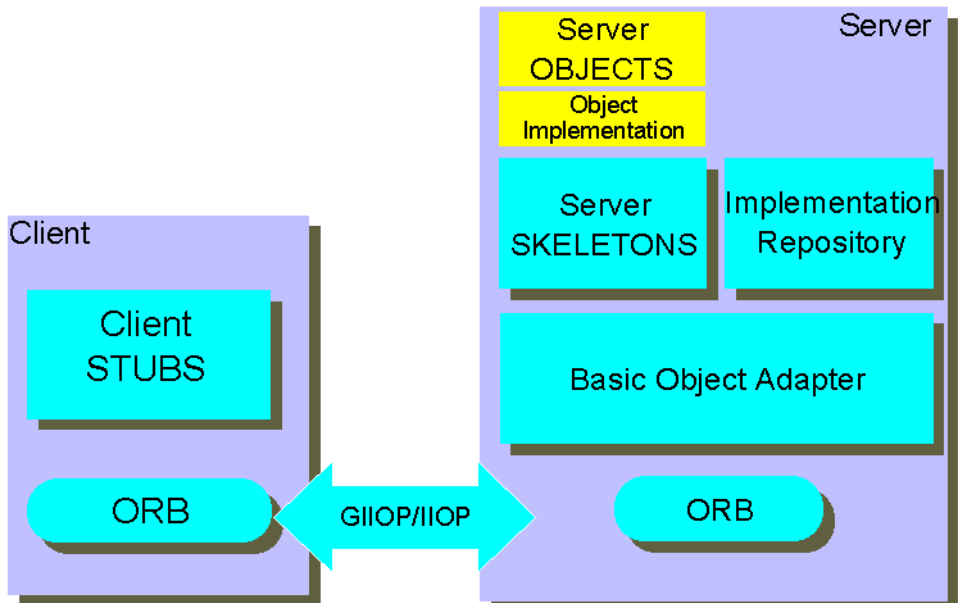 Server
Server
OBJECTS
Object
Implementation
Server
SKELETONS
Implementation
Repository
Client
Client
STUBS
Basic Object Adapter
ORB
GIIOP/IIOP
ORB